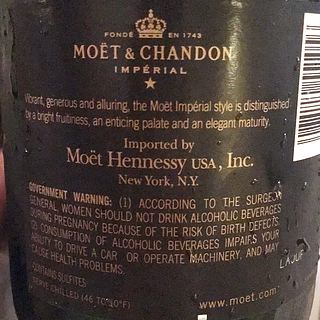 FONDÉ EN 1743
MOËT & CHANDON
IMPÉRIAL
Vibrant, generous and alluring, the Moët Impérial style is distinguished
by a bright fruitiness, an enticing palate and an elegant maturity.
Imported by
Moët Hennessy USA, Inc.
New York, N.Y.
GOVERNMENT WARNING: (1) ACCORDING TO THE SURGEON
GENERAL WOMEN SHOULD NOT DRINK ALCOHOLIC BEVERAGES
DURING PREGNANCY BECAUSE OF THE RISK OF BIRTH DEFECTS
(2) CONSUMPTION OF ALCOHOLIC BEVERAGES IMPAIRS YOUR
ABILITY TO DRIVE A CAR OR OPERATE MACHINERY, AND MAY
CAUSE HEALTH PROBLEMS.
CONTAINS SULFITES
SERVE CHILLED (46 TO
www.moet.com